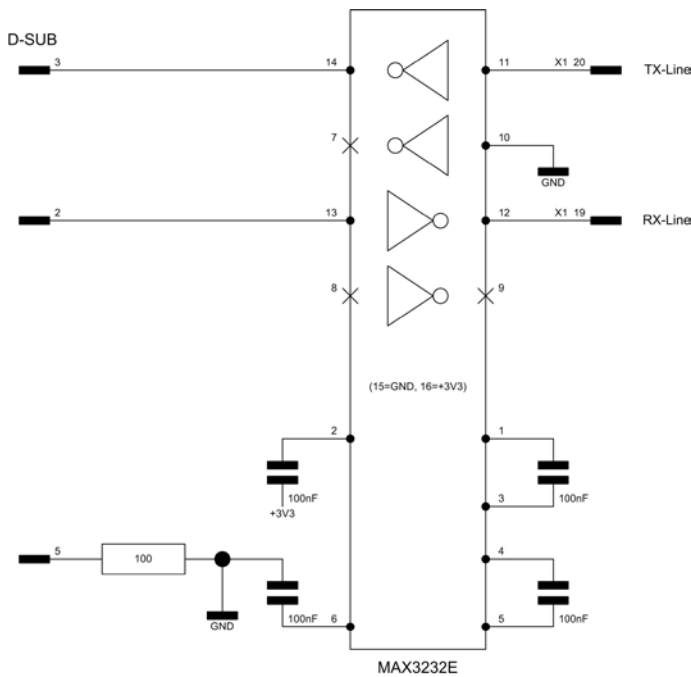 D-SUB
3
14
11
X1 20
TX-Line
7
10
GND
2
13
12
X1 19
RX-Line
8
9
(15=GND, 16=+3V3)
2
1
100nF
100nF
+3V3
3
5
100
4
GND
100nF
6
5
100nF
MAX3232E